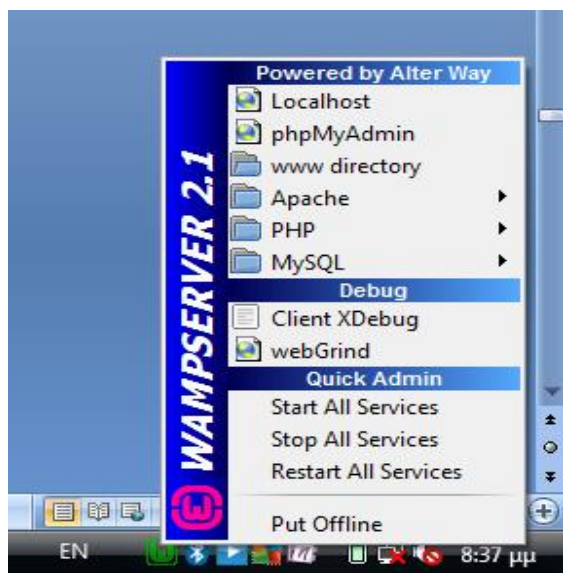 Powered by Alter Way
Localhost
phpMyAdmin
www directory
Apache
PHP
MySQL
Debug
Client XDebug
webGrind
Quick Admin
Start All Services
Stop All Services
Restart All Services
Put Offline
WAMPSERVER 2.1
EN
8:37 μμ